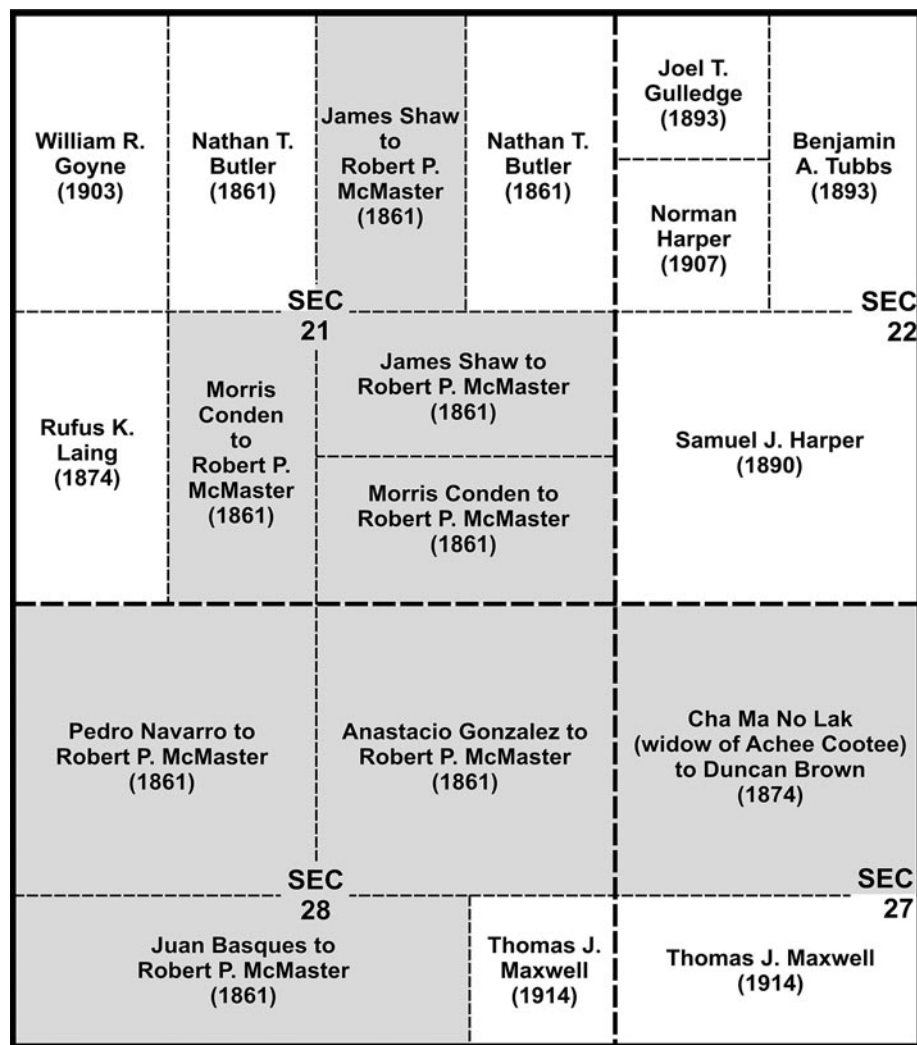 William R.
Goyne
(1903)
Nathan T.
Butler
(1861)
James Shaw
to
Robert P.
McMaster
(1861)
Nathan T.
Butler
(1861)
Joel T.
Gulledge
(1893)
Norman
Harper
(1907)
Benjamin
A. Tubbs
(1893)
SEC
21
SEC
22
Rufus K.
Laing
(1874)
Morris
Conden
to
Robert P.
McMaster
(1861)
James Shaw to
Robert P. McMaster
(1861)
Morris Conden to
Robert P. McMaster
(1861)
Samuel J. Harper
(1890)
Pedro Navarro to
Robert P. McMaster
(1861)
Anastacio Gonzalez to
Robert P. McMaster
(1861)
Cha Ma No Lak
(widow of Achee Cootee)
to Duncan Brown
(1874)
SEC
28
SEC
27
Juan Basques to
Robert P. McMaster
(1861)
Thomas J.
Maxwell
(1914)
Thomas J. Maxwell
(1914)